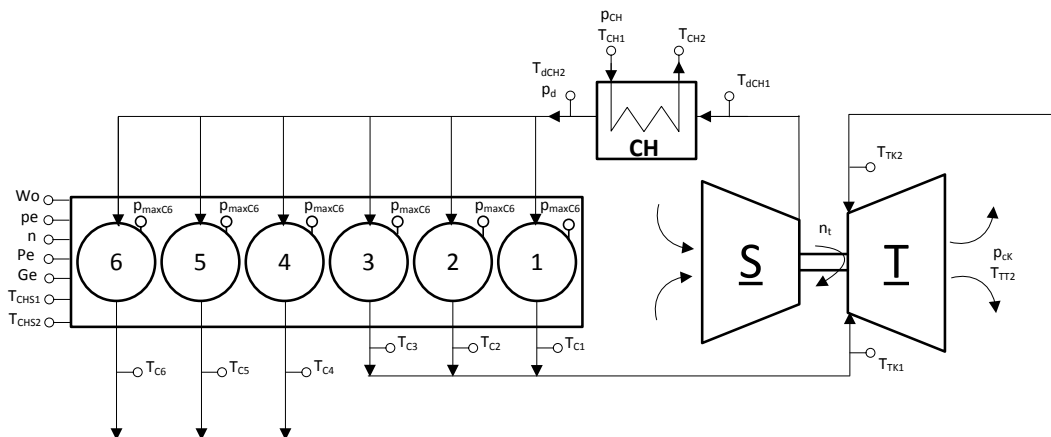 pCH
TCH1
TCH2
TdCH2
pd
TdCH1
CH
TTK2
Wo
pe
n
Pe
Ge
TCHS1
TCHS2
pmaxC6
pmaxC6
pmaxC6
pmaxC6
pmaxC6
pmaxC6
6
5
4
3
2
1
S
nt
T
pcK
TTT2
TC3
TC2
TC1
TC6
TC5
TC4
TTK1